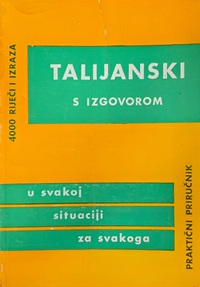 TALIJANSKI
S IZGOVOROM
4000 RIJEČI I IZRAZA
u svakoj
situaciji
za svakoga
PRAKTIČNI PRIRUČNIK